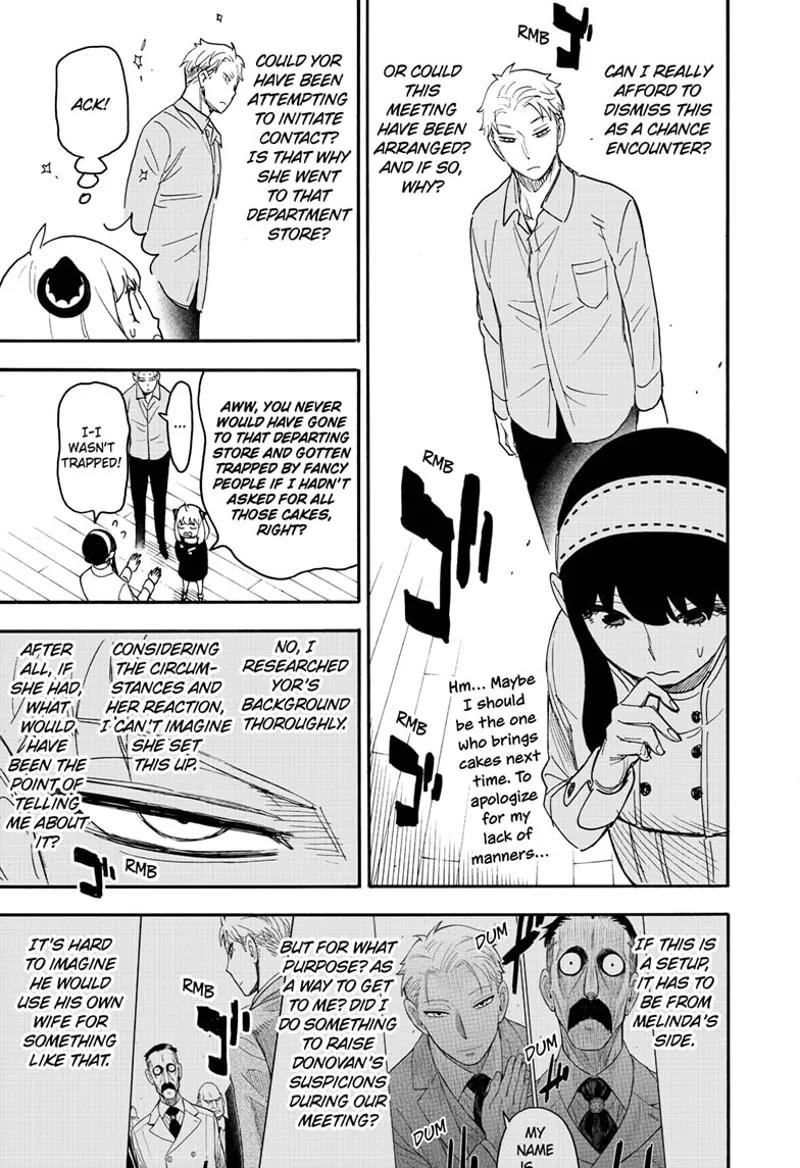 RMB
ゴ
CAN I REALLY
AFFORD TO
DISMISS THIS
AS A CHANCE
ENCOUNTER?
OR COULD
THIS
MEETING
HAVE BEEN
ARRANGED?
AND IF SO,
WHY?
RMB
ゴ
Hm... Maybe
I should
be the one
who brings
cakes next
time. To
apologize
for my
lack of
manners...
RMB
ゴ
COULD YOR
HAVE BEEN
ATTEMPTING
TO INITIATE
CONTACT?
IS THAT WHY
SHE WENT
TO THAT
DEPARTMENT
STORE?
ACK!
AWW, YOU NEVER
WOULD HAVE GONE
TO THAT DEPARTING
STORE AND GOTTEN
TRAPPED BY FANCY
PEOPLE IF I HADN'T
ASKED FOR ALL
THOSE CAKES,
RIGHT?
...
I-I
WASN'T
TRAPPED!
NO, I
RESEARCHED
YOR'S
BACKGROUND
THOROUGHLY.
CONSIDERING
THE CIRCUM-
STANCES AND
HER REACTION,
I CAN'T IMAGINE
SHE SET
THIS UP.
AFTER
ALL, IF
SHE HAD,
WHAT
WOULD
HAVE
BEEN THE
POINT OF
TELLING
ME ABOUT
IT?
RMB
ゴ
IF THIS IS
A SETUP,
IT HAS TO
BE FROM
MELINDA'S
SIDE.
DUM
DUM
DUM
MY
NAME
IS
BUT FOR WHAT
PURPOSE? AS
A WAY TO GET
TO ME? DID I
DO SOMETHING
TO RAISE
DONOVAN'S
SUSPICIONS
DURING OUR
MEETING?
RMB
ゴ
IT'S HARD
TO IMAGINE
HE WOULD
USE HIS OWN
WIFE FOR
SOMETHING
LIKE THAT.